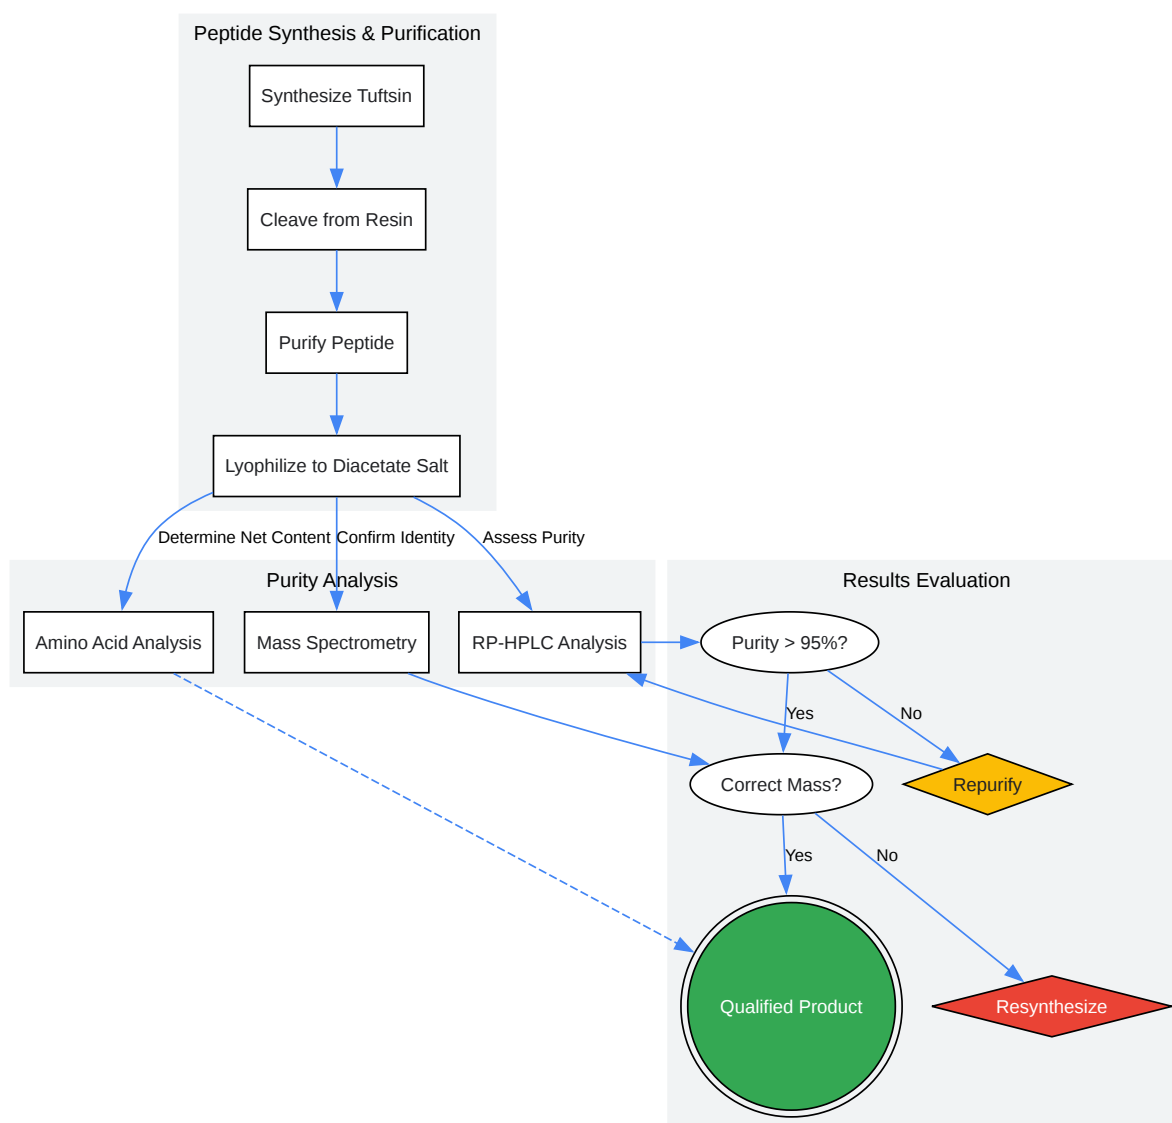 Peptide Synthesis & Purification
Synthesize Tuftsin
Cleave from Resin
Purify Peptide
Lyophilize to Diacetate Salt
Determine Net Content
Confirm Identity
Assess Purity
Purity Analysis
Results Evaluation
Amino Acid Analysis
Mass Spectrometry
RP-HPLC Analysis
Purity > 95%?
Yes
No
Correct Mass?
Repurify
Yes
No
Qualified Product
Resynthesize